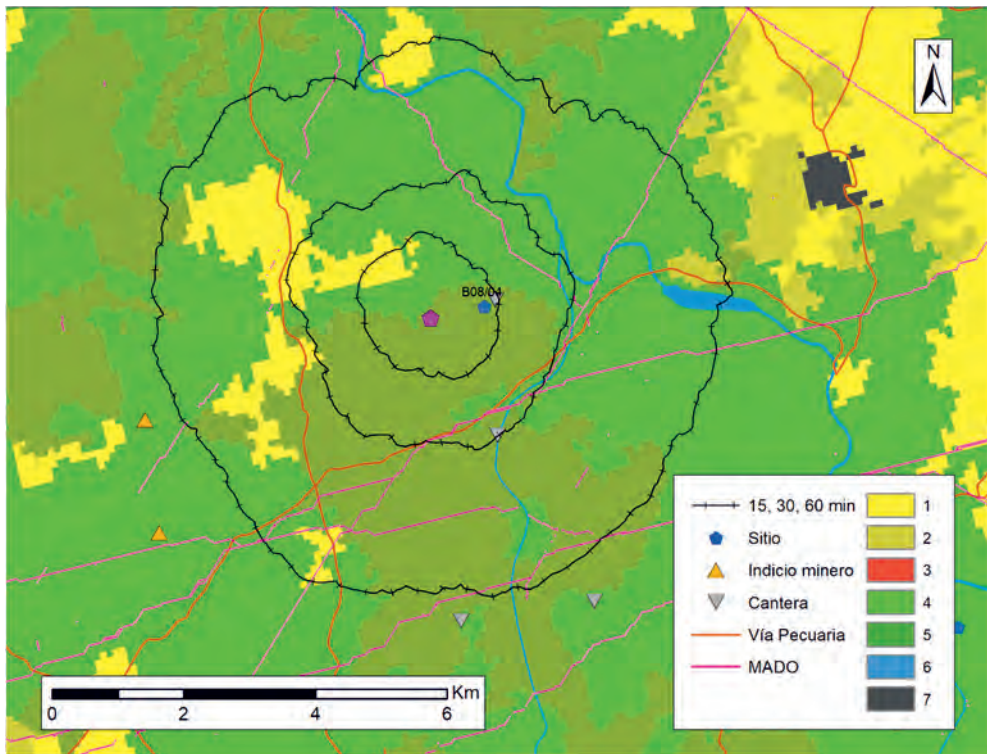 N
B08/04
15, 30, 60 min
Sitio
Indicio minero
Cantera
Vía Pecuaria
MADO
1
2
3
4
5
6
7
Km
0 2 4 6